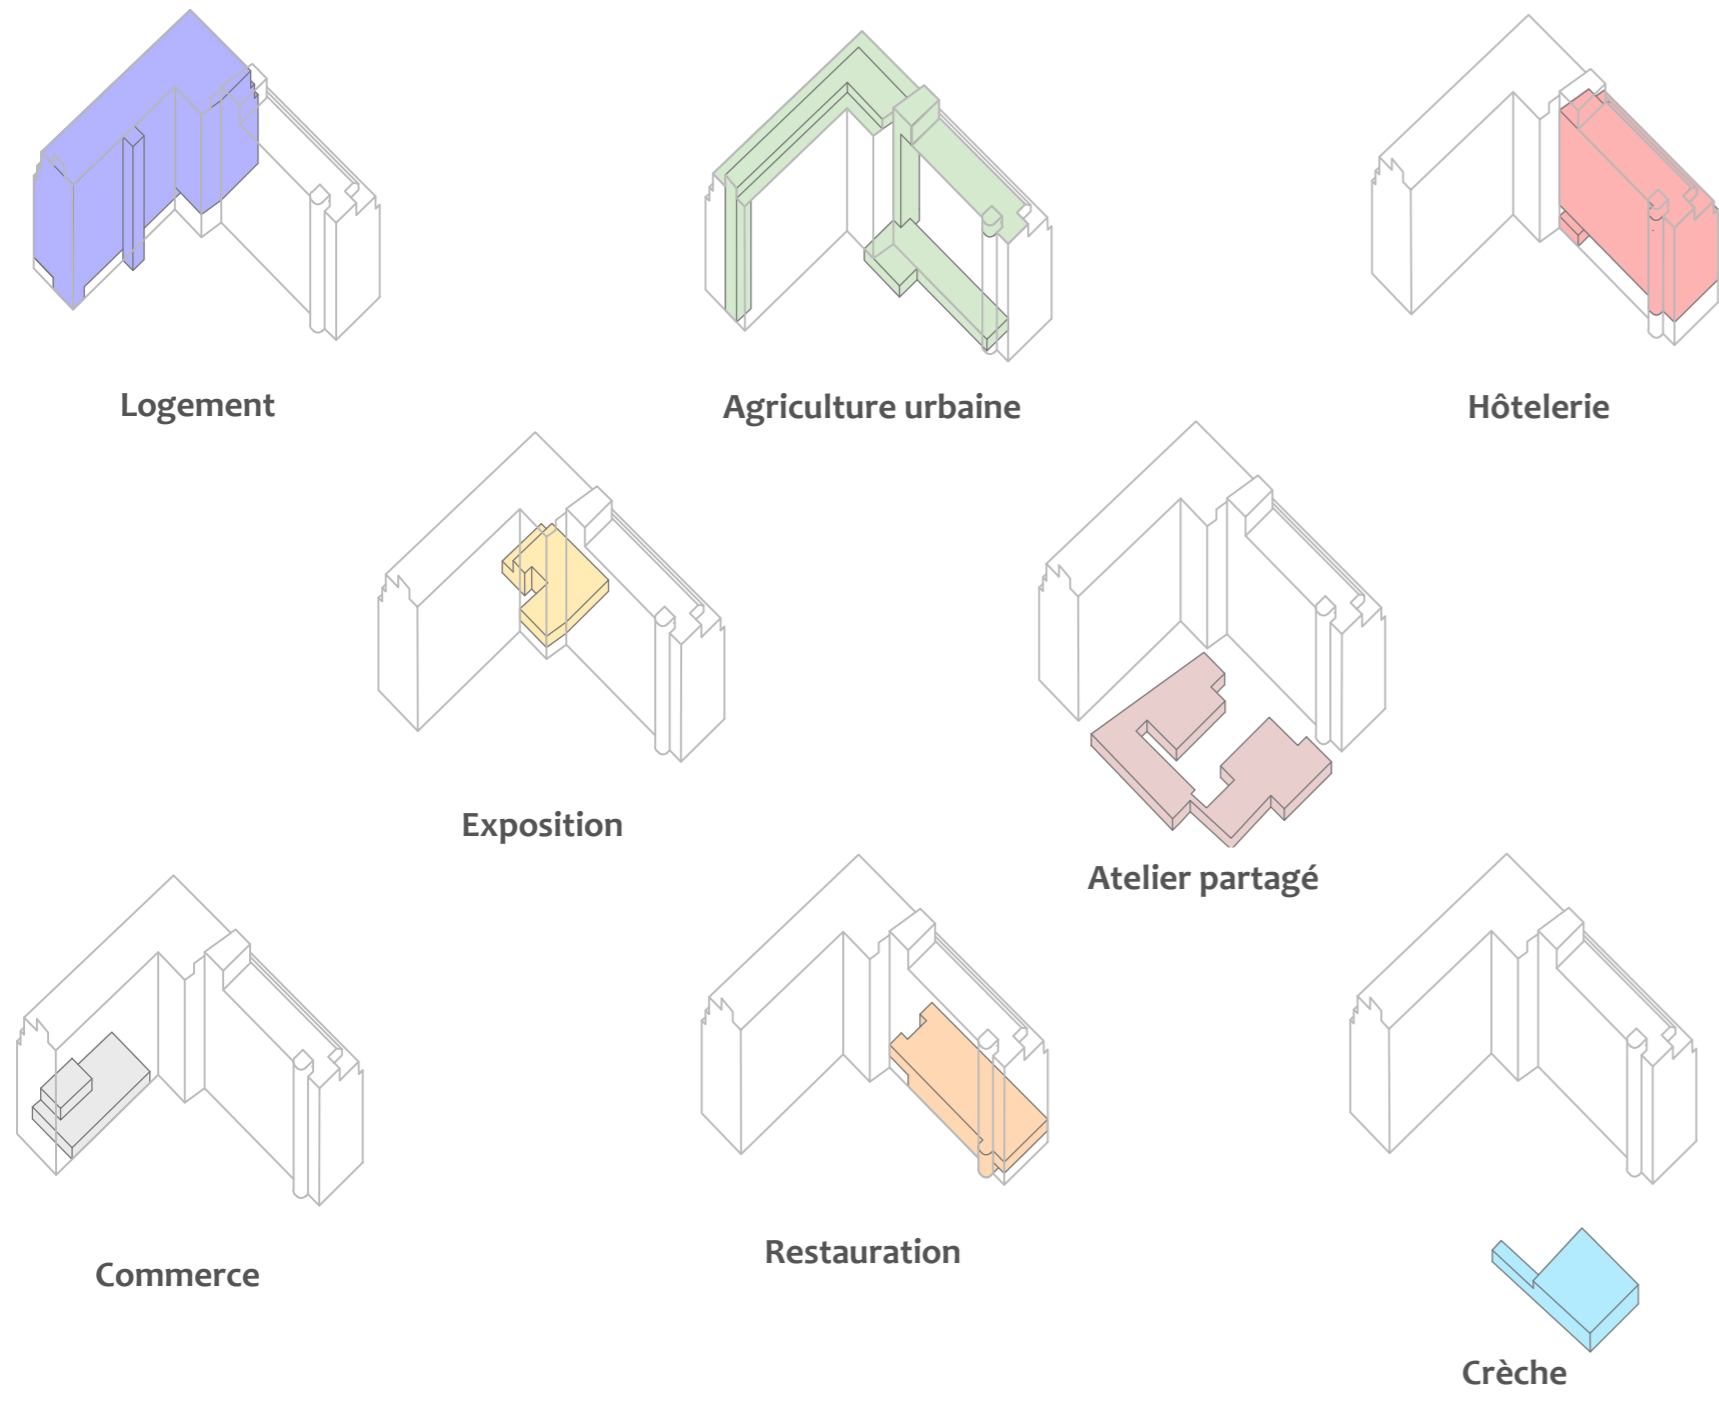 Logement
Agriculture urbaine
Hôtelerie
Exposition
Atelier partagé
Commerce
Restauration
Crèche